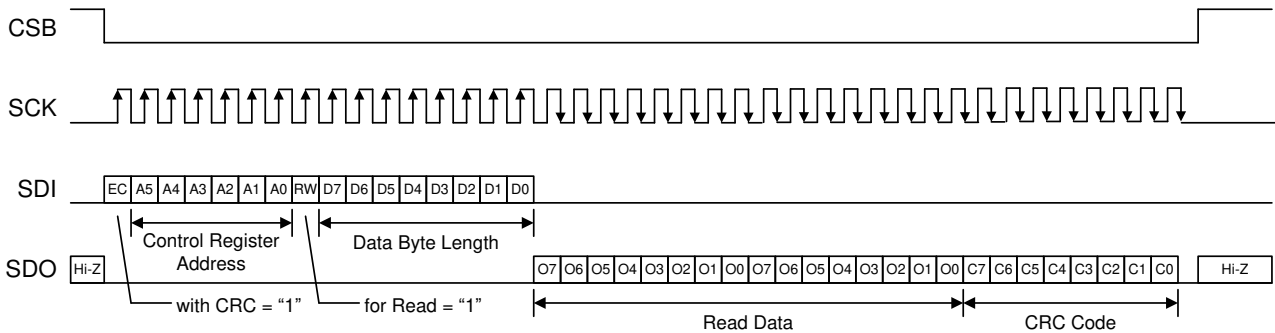 CSB
SCK
SDI EC A5 A4 A3 A2 A1 A0 RW D7 D6 D5 D4 D3 D2 D1 D0
Control Register
Address
Data Byte Length
SDO Hi-Z O7 O6 O5 O4 O3 O2 O1 O0 O7 O6 O5 O4 O3 O2 O1 O0 C7 C6 C5 C4 C3 C2 C1 C0 Hi-Z
with CRC = “1” for Read = “1”
Read Data CRC Code